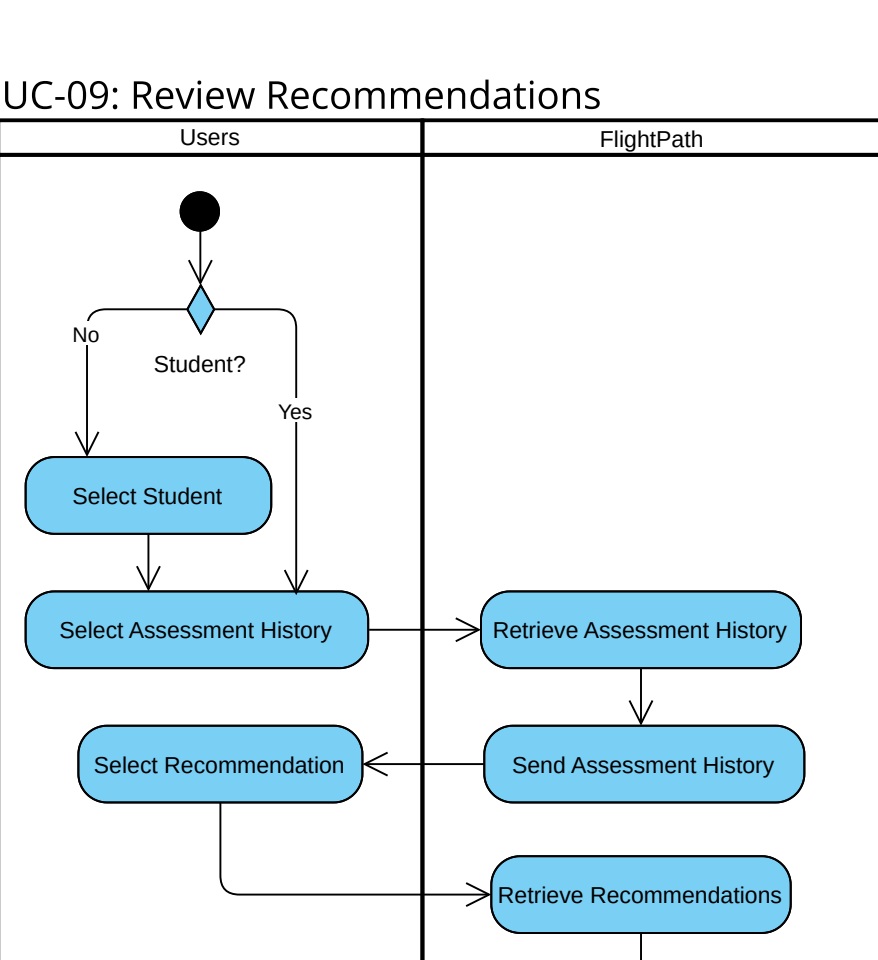 UC-09: Review Recommendations
Users
FlightPath
No
Student?
Yes
Select Student
Select Assessment History
Retrieve Assessment History
Select Recommendation
Send Assessment History
Retrieve Recommendations